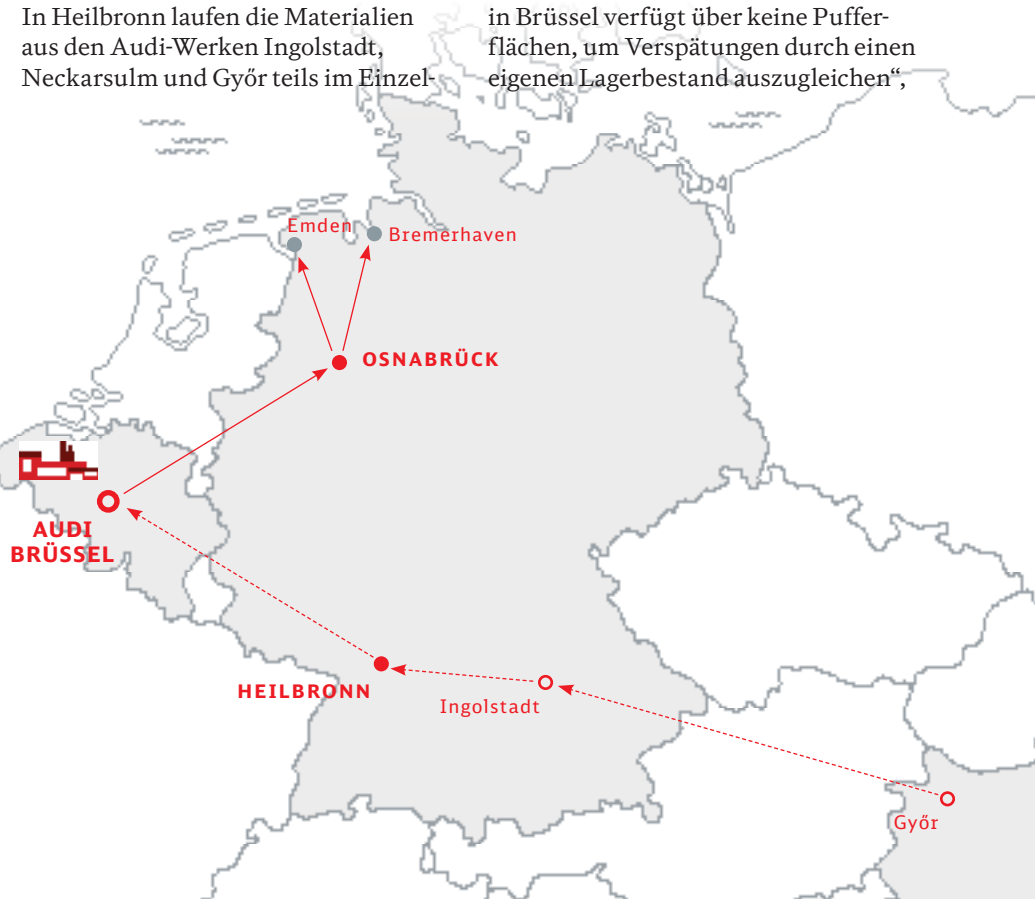 In Heilbronn laufen die Materialien
aus den Audi-Werken Ingolstadt,
Neckarsulm und Győr teils im Einzel-
in Brüssel verfügt über keine Puffer-
flächen, um Verspätungen durch einen
eigenen Lagerbestand auszugleichen“,
Emden
Bremerhaven
OSNABRÜCK
AUDI
BRÜSSEL
HEILBRONN
Ingolstadt
Győr